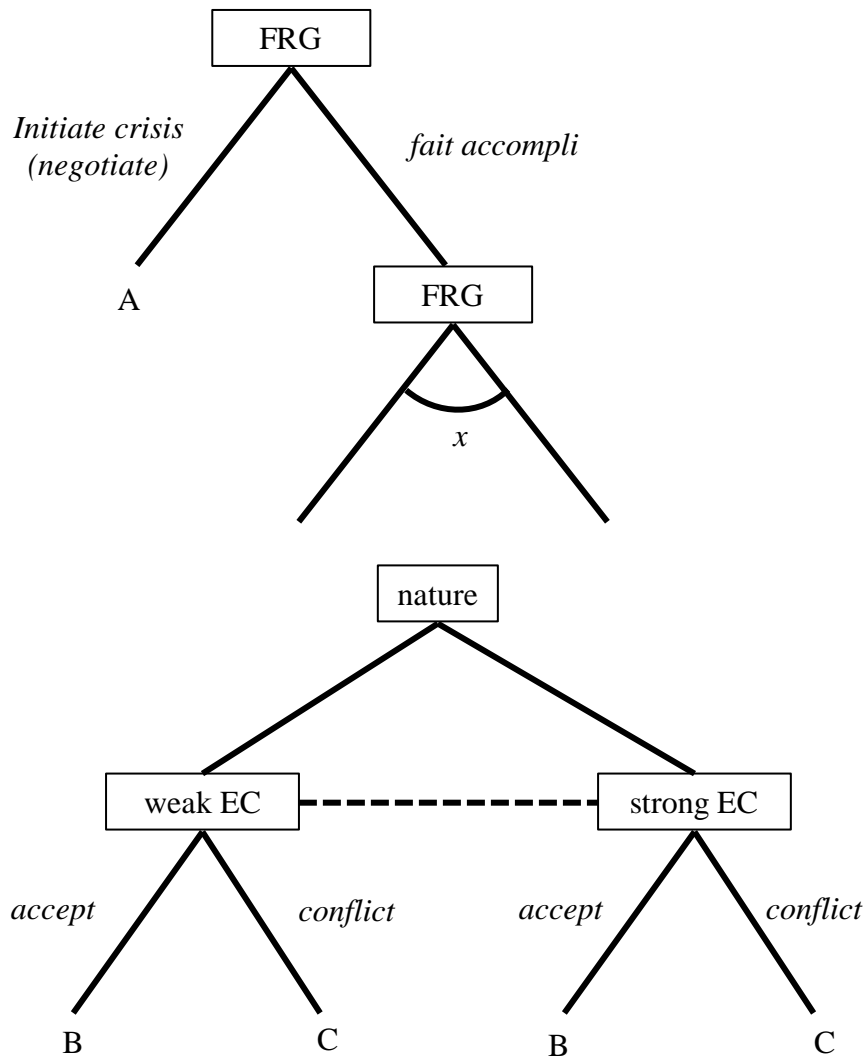 FRG
Initiate crisis
(negotiate)
fait accompli
A
FRG
x
nature
weak EC
strong EC
accept
conflict
accept
conflict
B
C
B
C